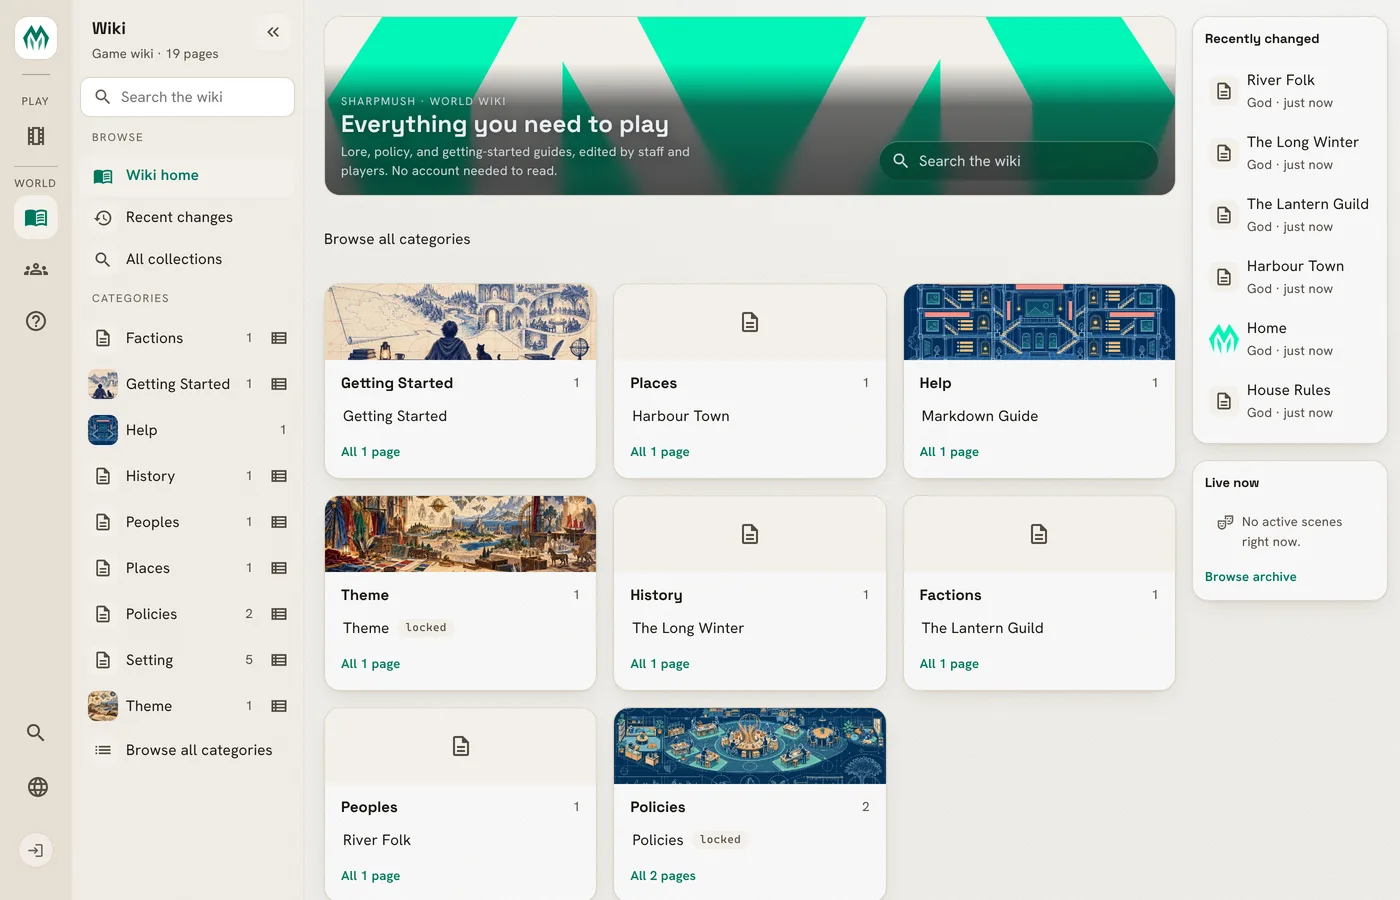 PLAY
WORLD
Wiki
Game wiki · 19 pages
Search the wiki
BROWSE
Wiki home
Recent changes
All collections
CATEGORIES
Factions 1
Getting Started 1
Help 1
History 1
Peoples 1
Places 1
Policies 2
Setting 5
Theme 1
Browse all categories
SHARPMUSH · WORLD WIKI
Everything you need to play
Lore, policy, and getting-started guides, edited by staff and
players. No account needed to read.
Search the wiki
Browse all categories
Getting Started 1
Getting Started
All 1 page
Places 1
Harbour Town
All 1 page
Help 1
Markdown Guide
All 1 page
Theme 1
Theme locked
All 1 page
History 1
The Long Winter
All 1 page
Factions 1
The Lantern Guild
All 1 page
Peoples 1
River Folk
All 1 page
Policies 2
Policies locked
All 2 pages
Recently changed
River Folk
God · just now
The Long Winter
God · just now
The Lantern Guild
God · just now
Harbour Town
God · just now
Home
God · just now
House Rules
God · just now
Live now
No active scenes
right now.
Browse archive